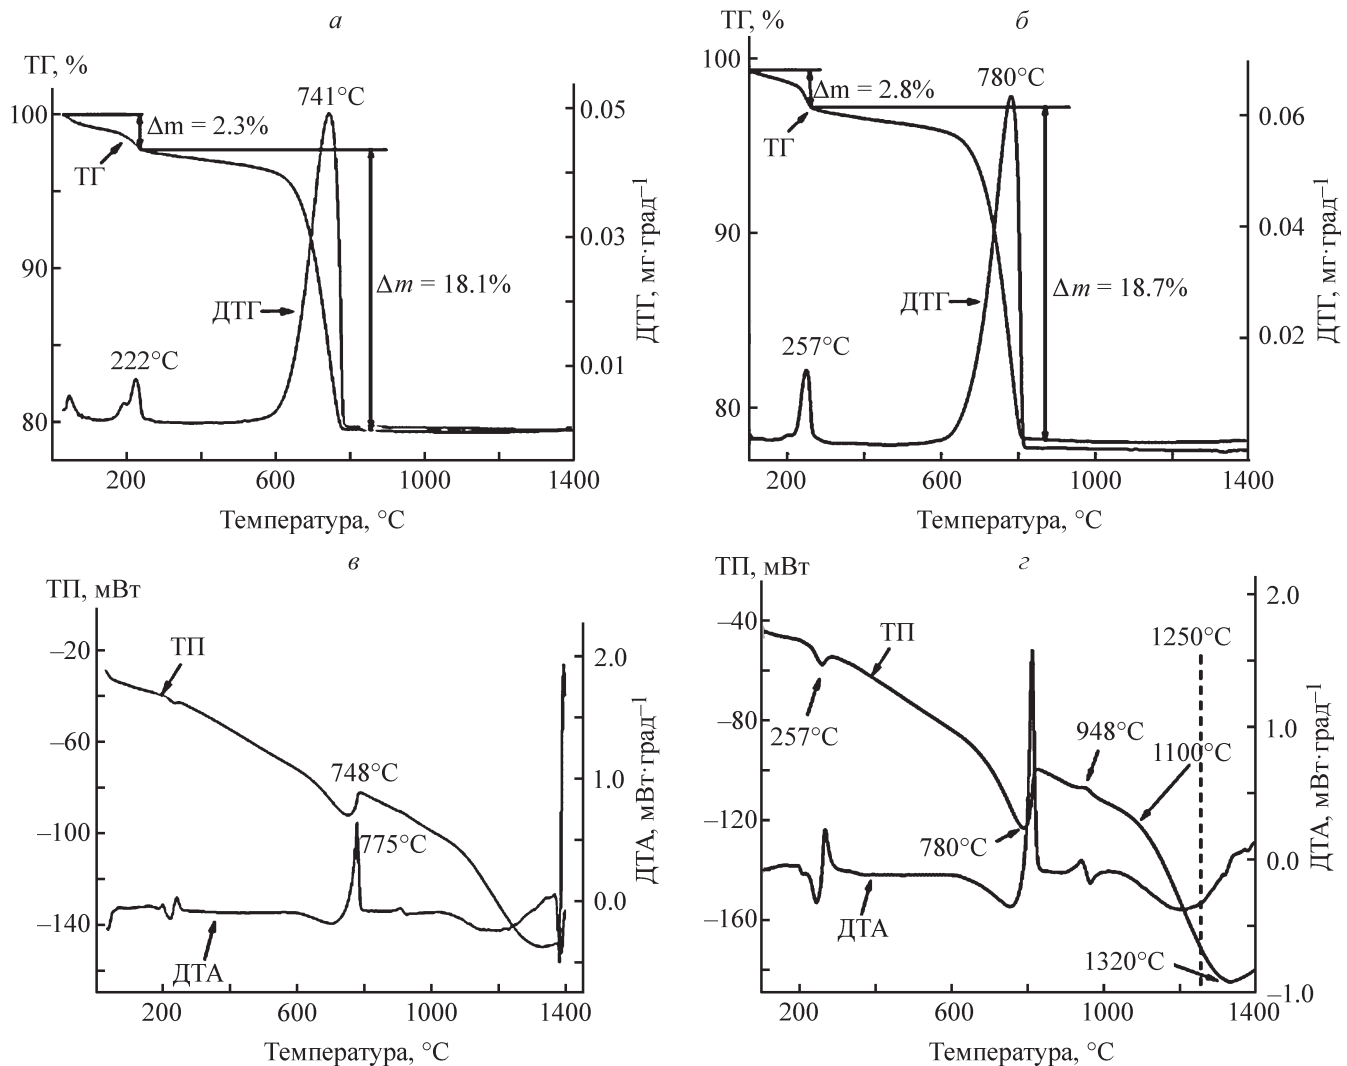 а
ТГ, %
100
90
80
Δm = 2.3%
ТГ
741°C
222°C
ДТГ
Δm = 18.1%
0.05
0.03
0.01
ДТГ, мг·град–1
200
600
1000
1400
Температура, °C
б
ТГ, %
100
90
80
Δm = 2.8%
ТГ
780°C
257°C
ДТГ
Δm = 18.7%
0.06
0.04
0.02
ДТГ, мг·град–1
200
600
1000
1400
Температура, °C
в
ТП, мВт
–20
–60
–100
–140
ТП
748°C
775°C
ДТА
2.0
1.0
0.0
ДТА, мВт·град–1
200
600
1000
1400
Температура, °C
г
ТП, мВт
–40
–80
–120
–160
ТП
257°C
780°C
948°C
1250°C
1100°C
1320°C
ДТА
2.0
1.0
0.0
–1.0
ДТА, мВт·град–1
200
600
1000
1400
Температура, °C